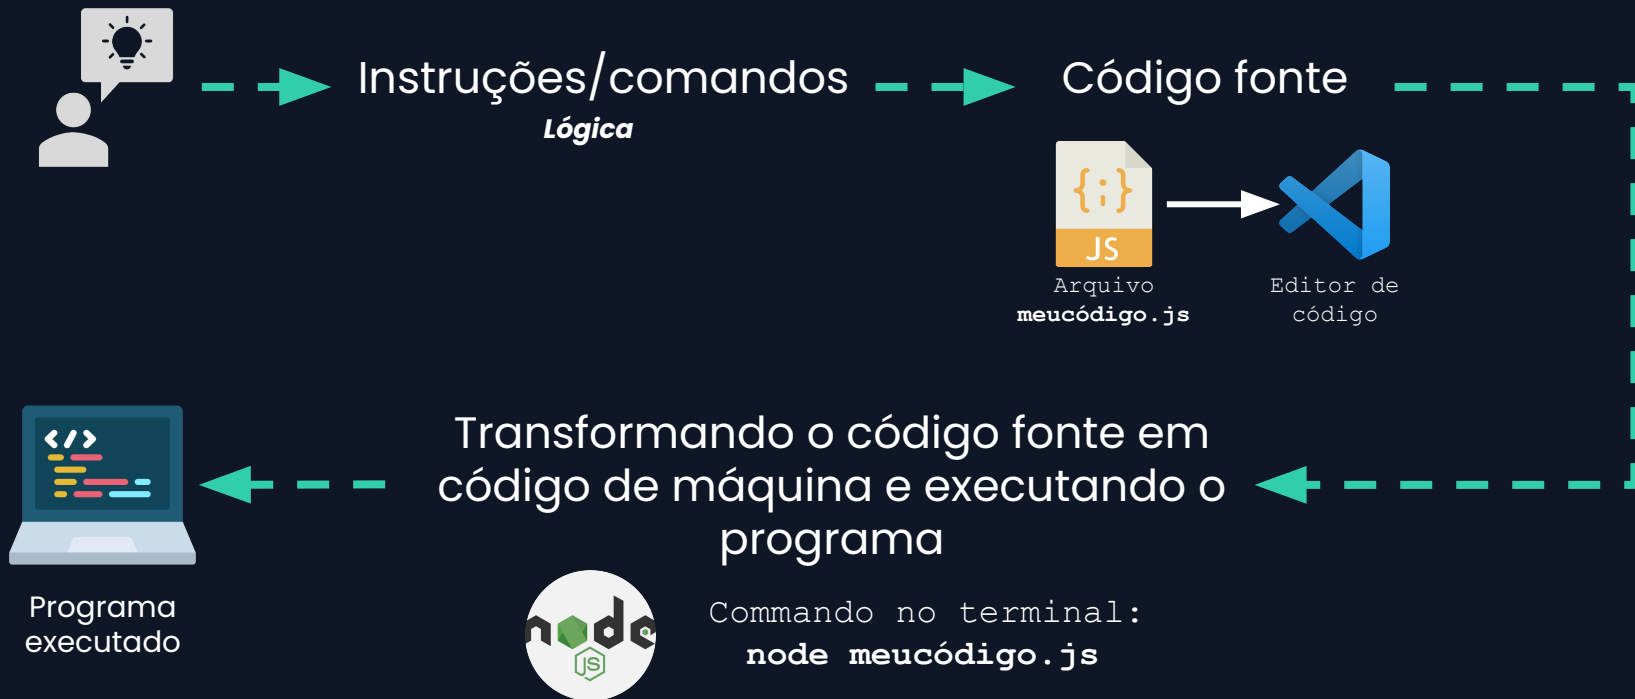 Instruções/comandos
Lógica
Código fonte
{;}
JS
Arquivo
meucódigo.js
Editor de
código
</>
Transformando o código fonte em
código de máquina e executando o
programa
Programa
executado
node
JS
Commando no terminal:
node meucódigo.js